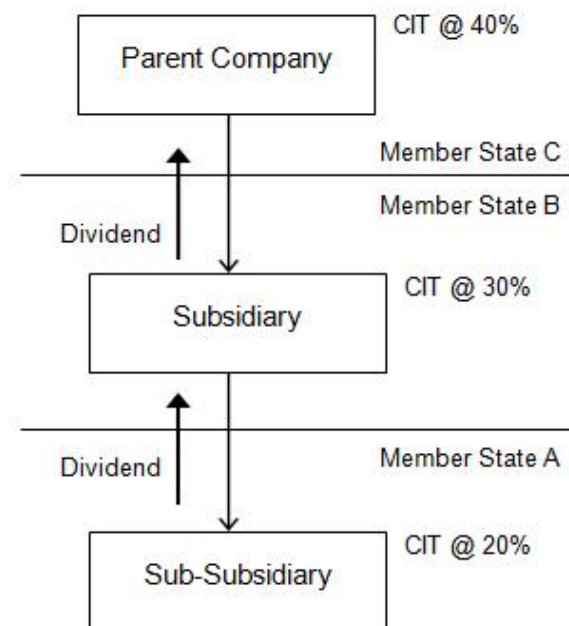 CIT @ 40%
Parent Company
Member State C
Member State B
Dividend
CIT @ 30%
Subsidiary
Member State A
Dividend
CIT @ 20%
Sub-Subsidiary